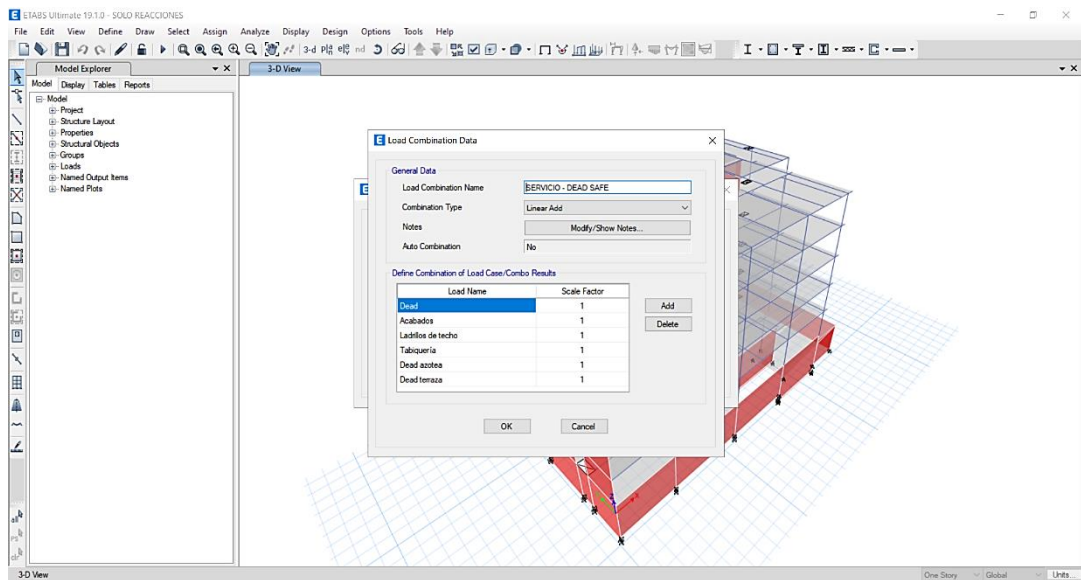 ETABS Ultimate 19.1.0 - SOLO REACCIONES
File Edit View Define Draw Select Assign Analyze Display Design Options Tools Help
3-d
nd
Model Explorer
3-D View
Model Display Tables Reports
Model
Project
Structure Layout
Properties
Structural Objects
Groups
Loads
Named Output Items
Named Plots
Load Combination Data
General Data
Load Combination Name SERVICIO - DEAD SAFE
Combination Type Linear Add
Notes Modify/Show Notes...
Auto Combination No
Define Combination of Load Case/Combo Results
Load Name Scale Factor
Dead 1 Add
Acabados 1 Delete
Ladrillos de techo 1
Tabiquería 1
Dead azotea 1
Dead terraza 1
OK Cancel
Z
X
all
ps
clr
3-D View One Story Global Units...